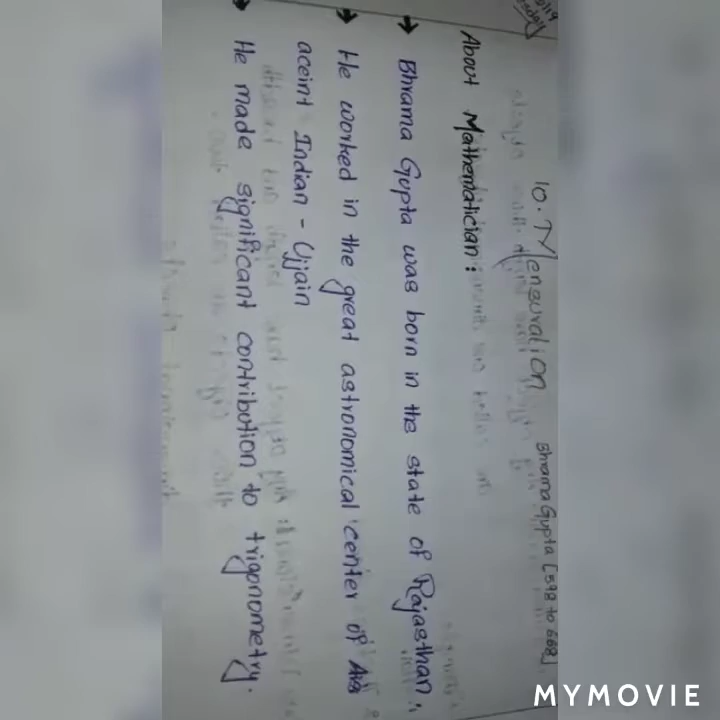 10. Mensuration
Bhrama Gupta [598 to 668]
About Mathematician :
→ Bhrama Gupta was born in the state of Rajasthan.
→ He worked in the great astronomical center of
aceint Indian - Ujjain
→ He made significant contribution to trigonometry.
MYMOVIE